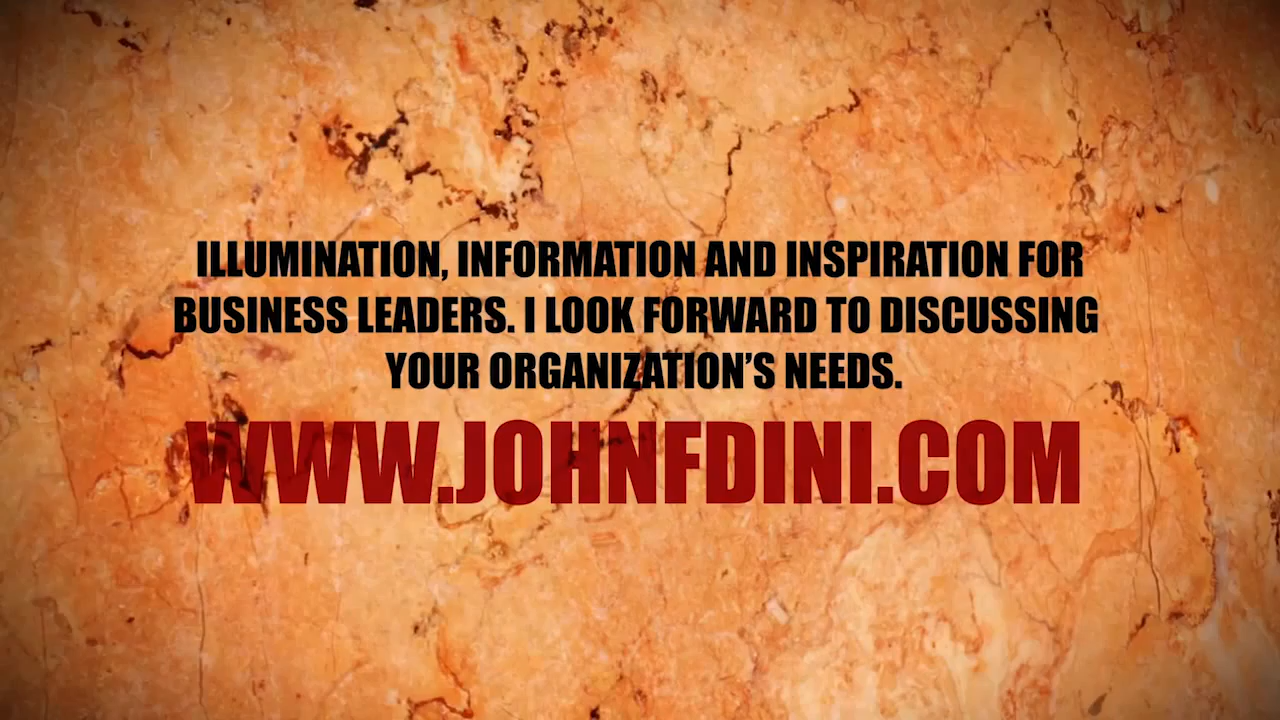 ILLUMINATION, INFORMATION AND INSPIRATION FOR
BUSINESS LEADERS. I LOOK FORWARD TO DISCUSSING
YOUR ORGANIZATION’S NEEDS.
WWW.JOHNFDINI.COM